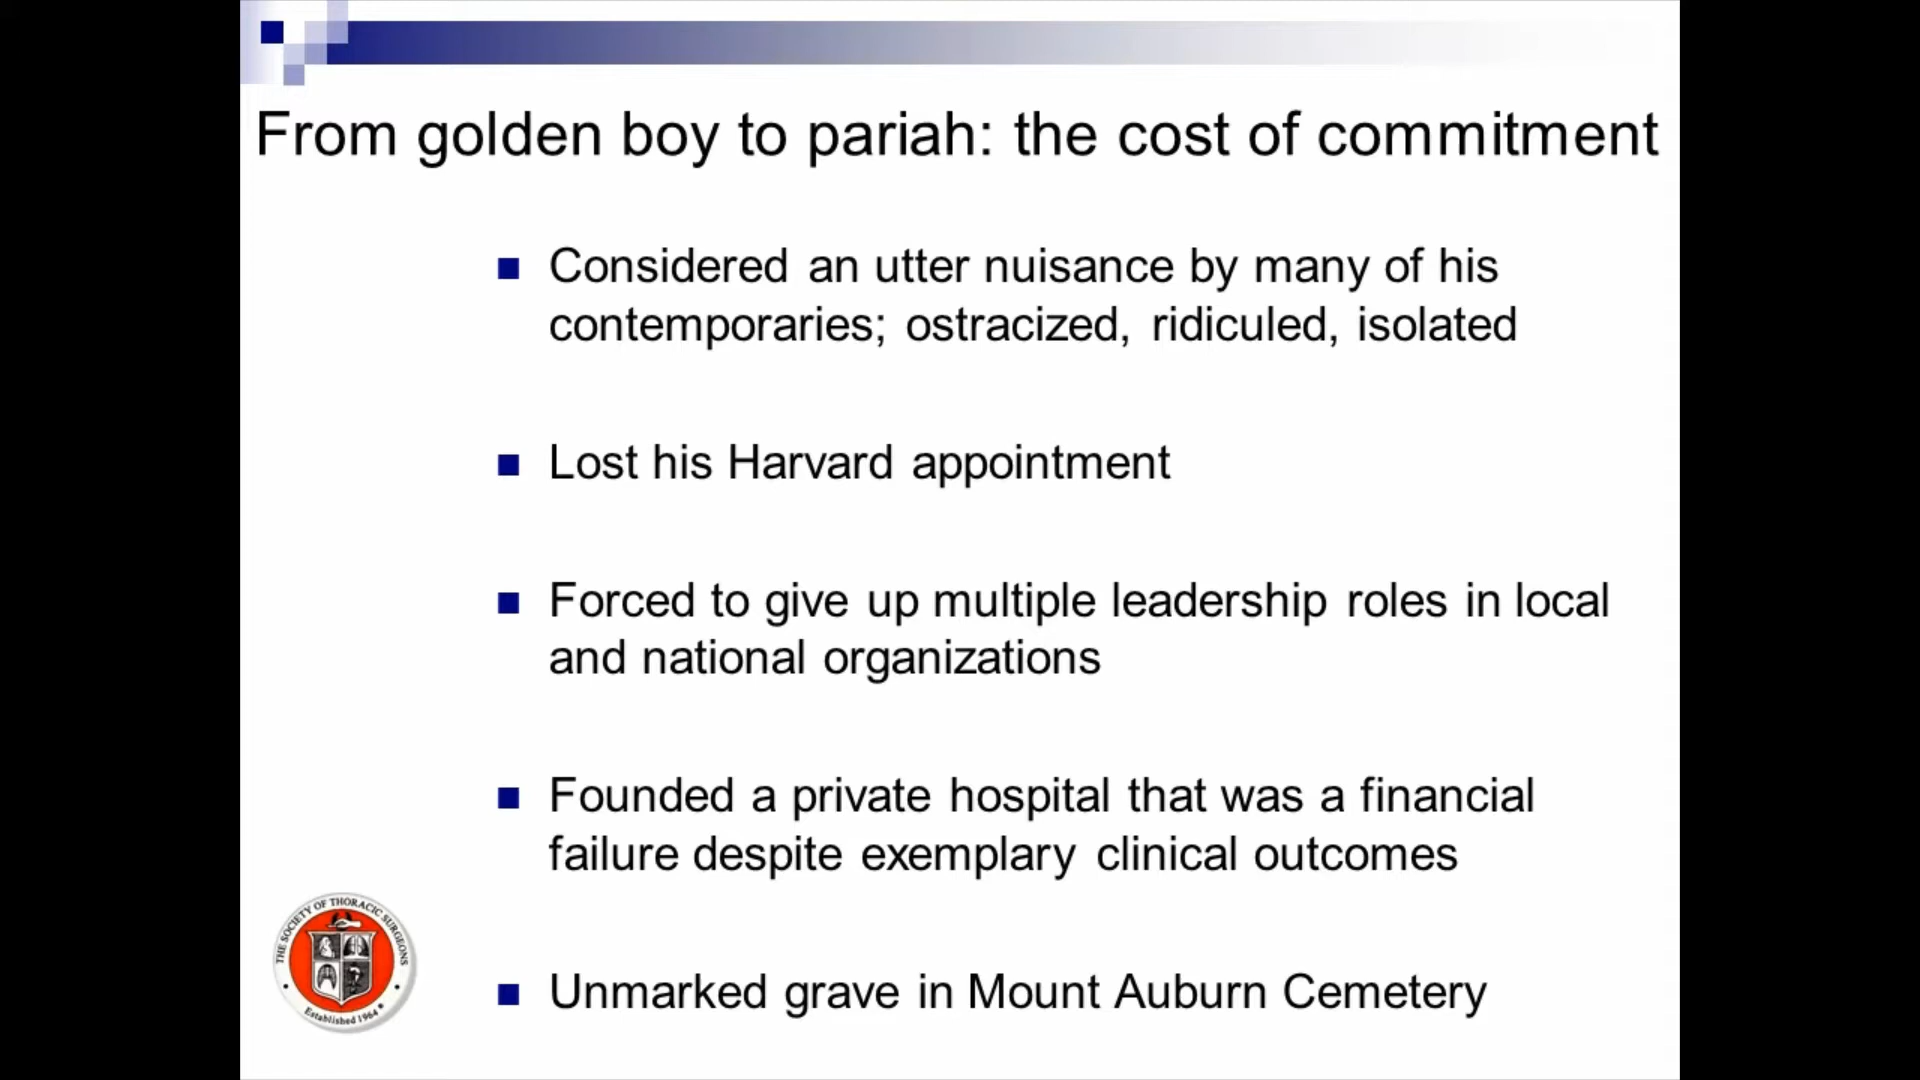 From golden boy to pariah: the cost of commitment
Considered an utter nuisance by many of his
contemporaries; ostracized, ridiculed, isolated
Lost his Harvard appointment
Forced to give up multiple leadership roles in local
and national organizations
Founded a private hospital that was a financial
failure despite exemplary clinical outcomes
THE SOCIETY OF THORACIC SURGEONS
Established 1964
Unmarked grave in Mount Auburn Cemetery